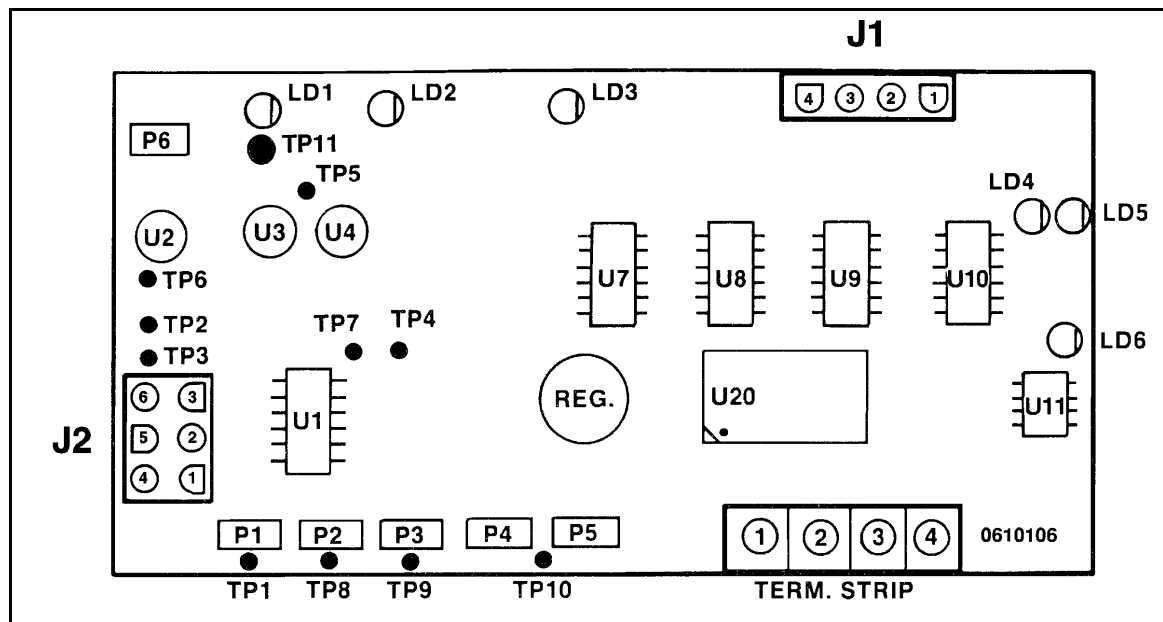 J1
LD1 LD2 LD3
4 3 2 1
P6
TP11
TP5
LD4
LD5
U2 U3 U4
TP6
U7 U8 U9 U10
TP2
TP7 TP4
TP3
LD6
J2
6 3
5 2
4 1
U1
REG.
U20
U11
P1 P2 P3 P4 P5
1 2 3 4
0610106
TP1 TP8 TP9 TP10
TERM. STRIP